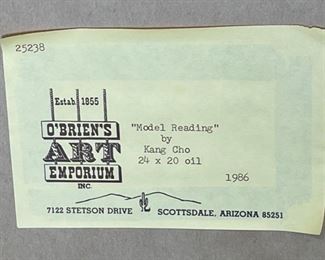 25238
Estab. 1855
O'BRIEN'S
ART
EMPORIUM
INC.
"Model Reading"
by
Kang Cho
24 x 20 oil
1986
7122 STETSON DRIVE SCOTTSDALE, ARIZONA 85251